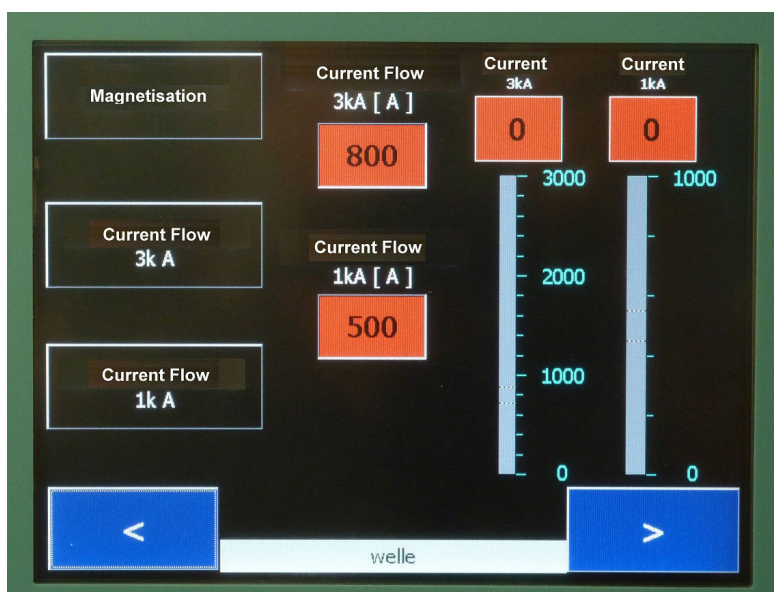 Magnetisation
Current Flow
3kA [ A ]
800
Current
3kA
0
Current
1kA
0
3000
2000
1000
0
1000
0
Current Flow
3k A
Current Flow
1kA [ A ]
500
Current Flow
1k A
<
welle
>